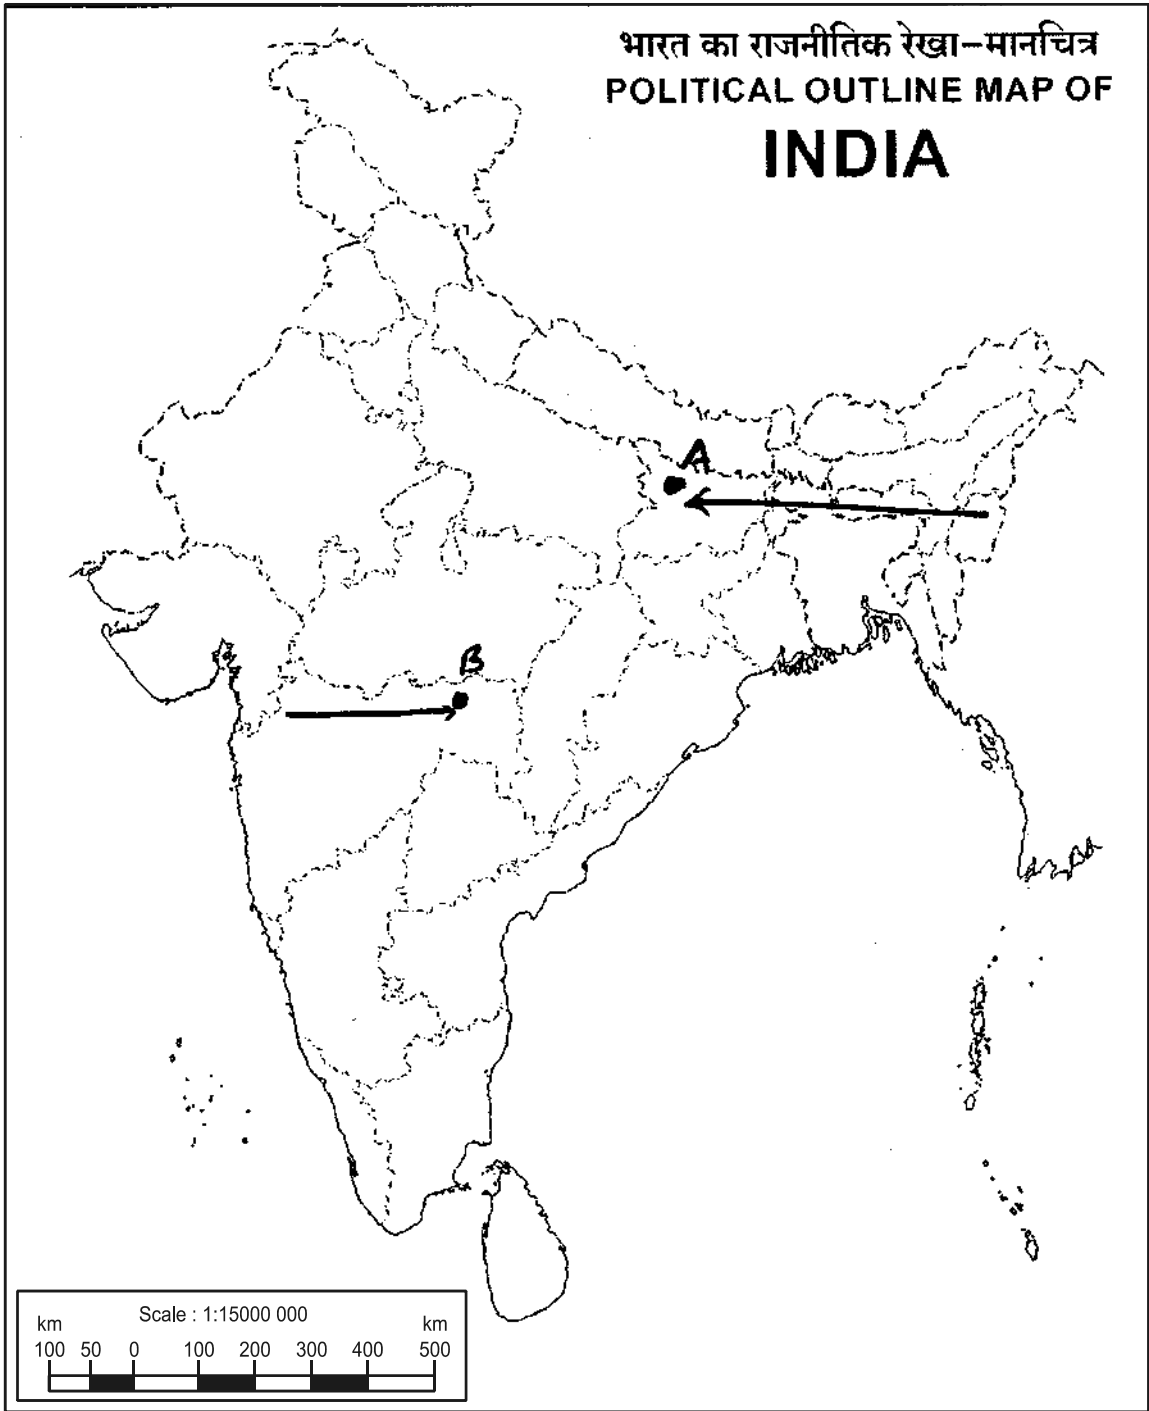 भारत का राजनीतिक रेखा-मानचित्र
POLITICAL OUTLINE MAP OF
INDIA
A
B
Scale : 1:15000 000
km km
100 50 0 100 200 300 400 500